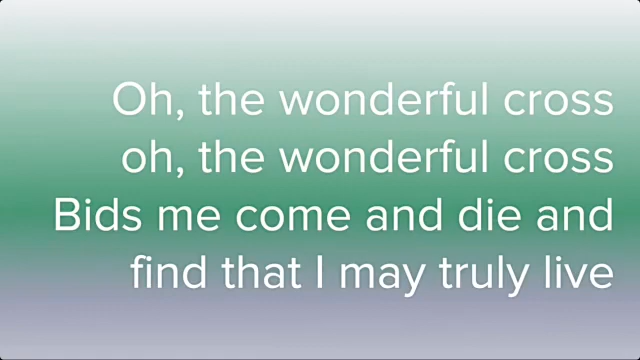 Oh, the wonderful cross
oh, the wonderful cross
Bids me come and die and
find that I may truly live